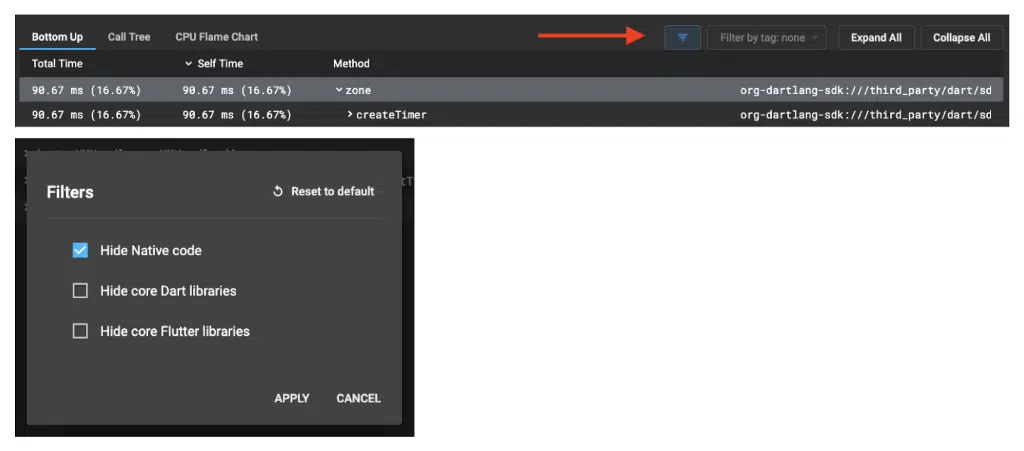 Bottom Up Call Tree CPU Flame Chart Filter by tag: none Expand All Collapse All
Total Time Self Time Method
90.67 ms (16.67%) 90.67 ms (16.67%) zone org-dartlang-sdk:///third_party/dart/sd
90.67 ms (16.67%) 90.67 ms (16.67%) createTimer org-dartlang-sdk:///third_party/dart/sd
Filters Reset to default
Hide Native code
Hide core Dart libraries
Hide core Flutter libraries
APPLY CANCEL